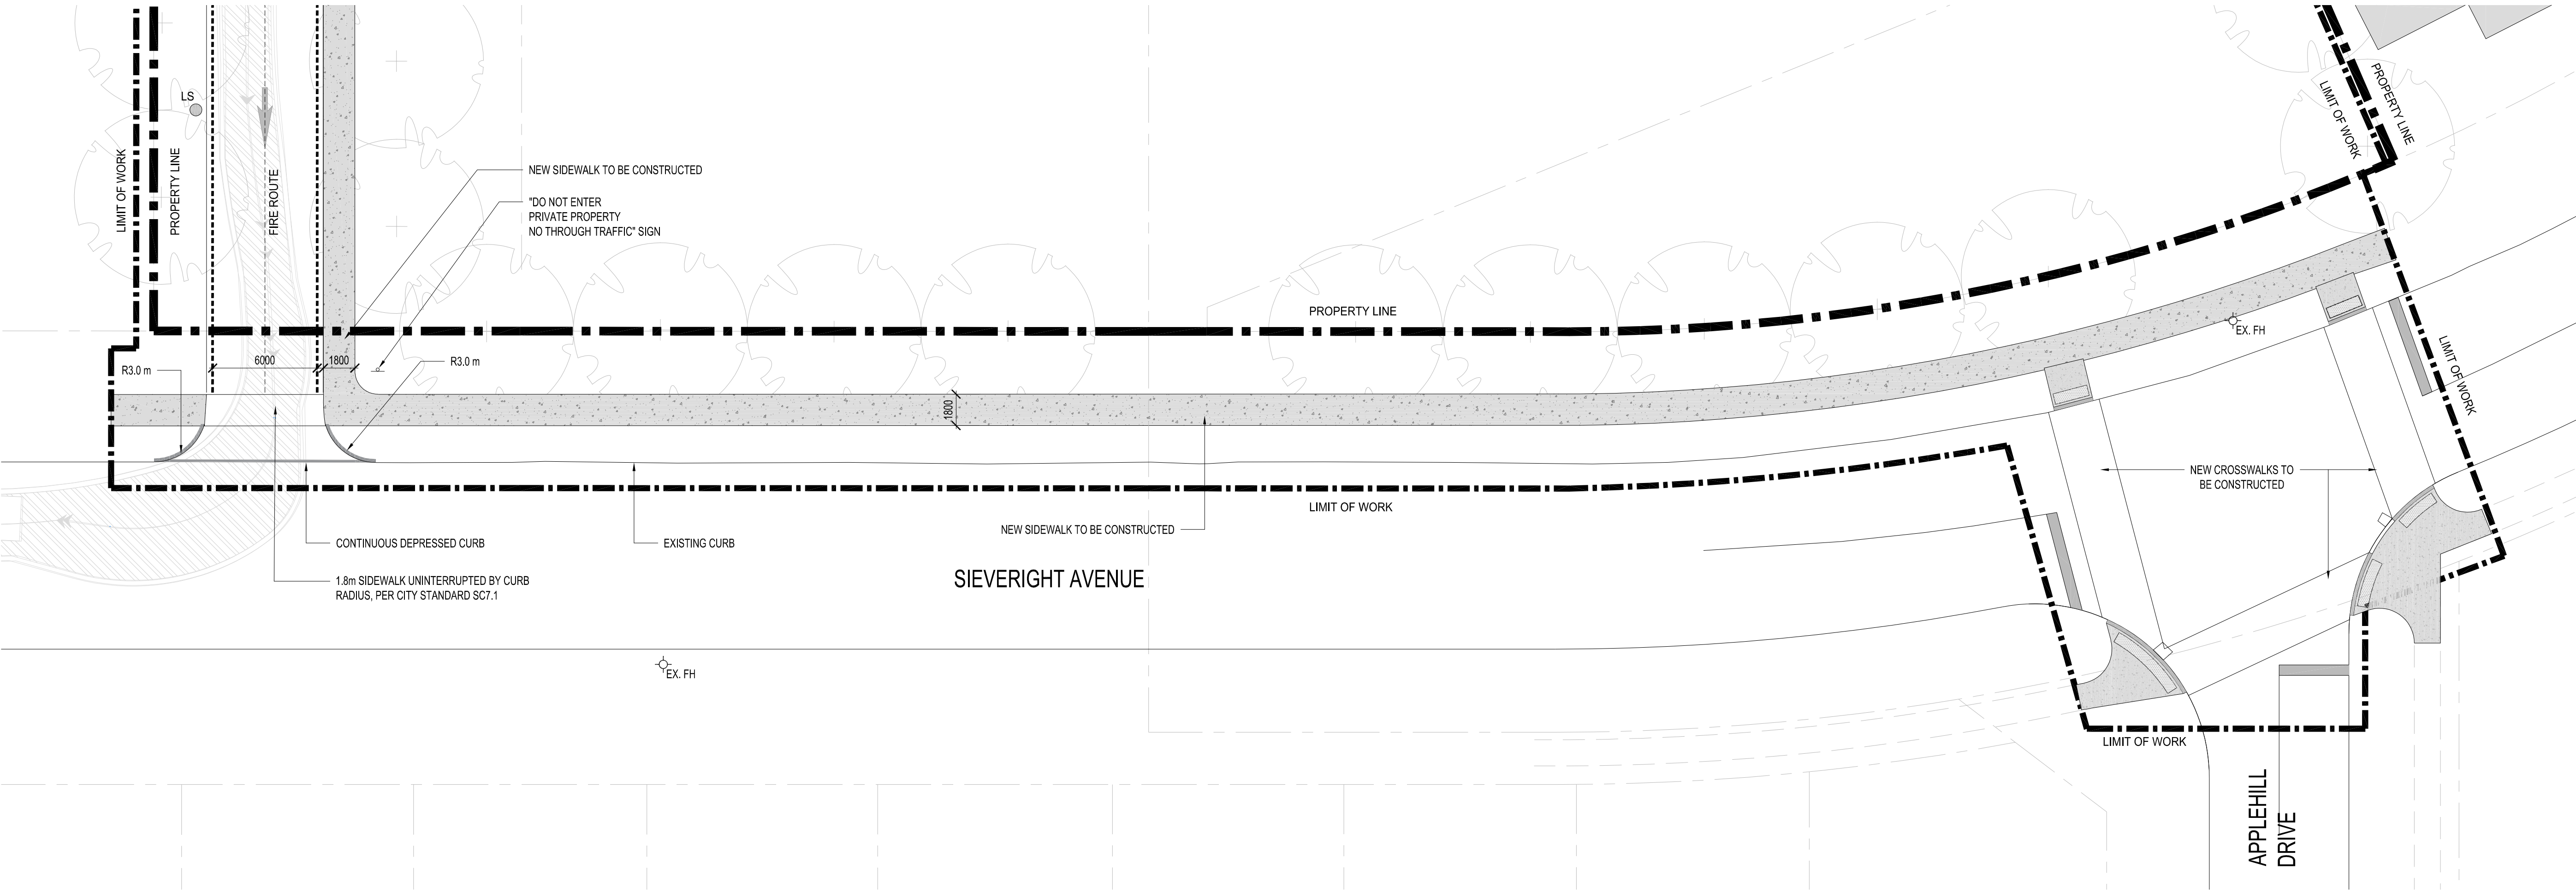 LS
LIMIT OF WORK
PROPERTY LINE
FIRE ROUTE
NEW SIDEWALK TO BE CONSTRUCTED
"DO NOT ENTER
PRIVATE PROPERTY
NO THROUGH TRAFFIC" SIGN
PROPERTY LINE
LIMIT OF WORK
PROPERTY LINE
EX. FH
R3.0 m
6000
1800
R3.0 m
1800
LIMIT OF WORK
NEW CROSSWALKS TO
BE CONSTRUCTED
LIMIT OF WORK
NEW SIDEWALK TO BE CONSTRUCTED
CONTINUOUS DEPRESSED CURB
EXISTING CURB
1.8m SIDEWALK UNINTERRUPTED BY CURB
RADIUS, PER CITY STANDARD SC7.1
SIEVERIGHT AVENUE
EX. FH
LIMIT OF WORK
APPLEHILL
DRIVE